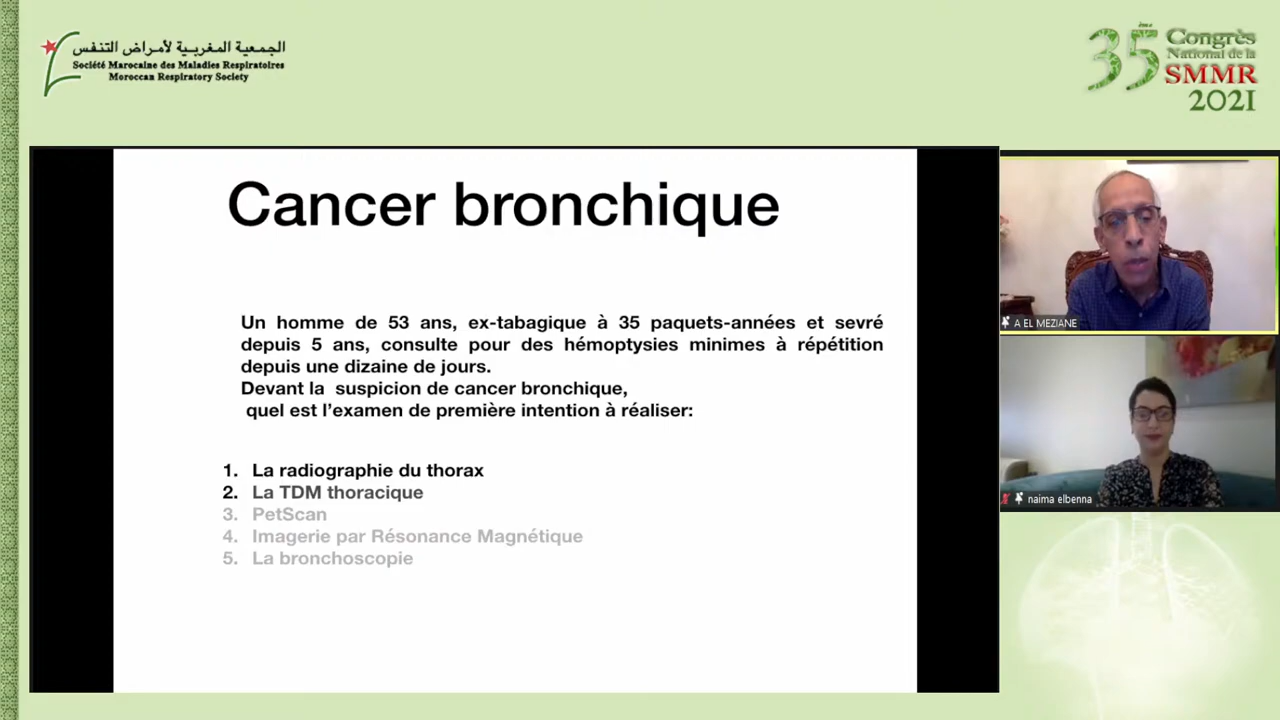 الجمعية المغربية لأمراض التنفس
Société Marocaine des Maladies Respiratoires
Moroccan Respiratory Society
35 Congrès
National de la
SMMR
2021
Cancer bronchique
Un homme de 53 ans, ex-tabagique à 35 paquets-années et sevré
depuis 5 ans, consulte pour des hémoptysies minimes à répétition
depuis une dizaine de jours.
Devant la suspicion de cancer bronchique,
quel est l’examen de première intention à réaliser:
1. La radiographie du thorax
2. La TDM thoracique
3. PetScan
4. Imagerie par Résonance Magnétique
5. La bronchoscopie
A EL MEZIANE
naima elbenna